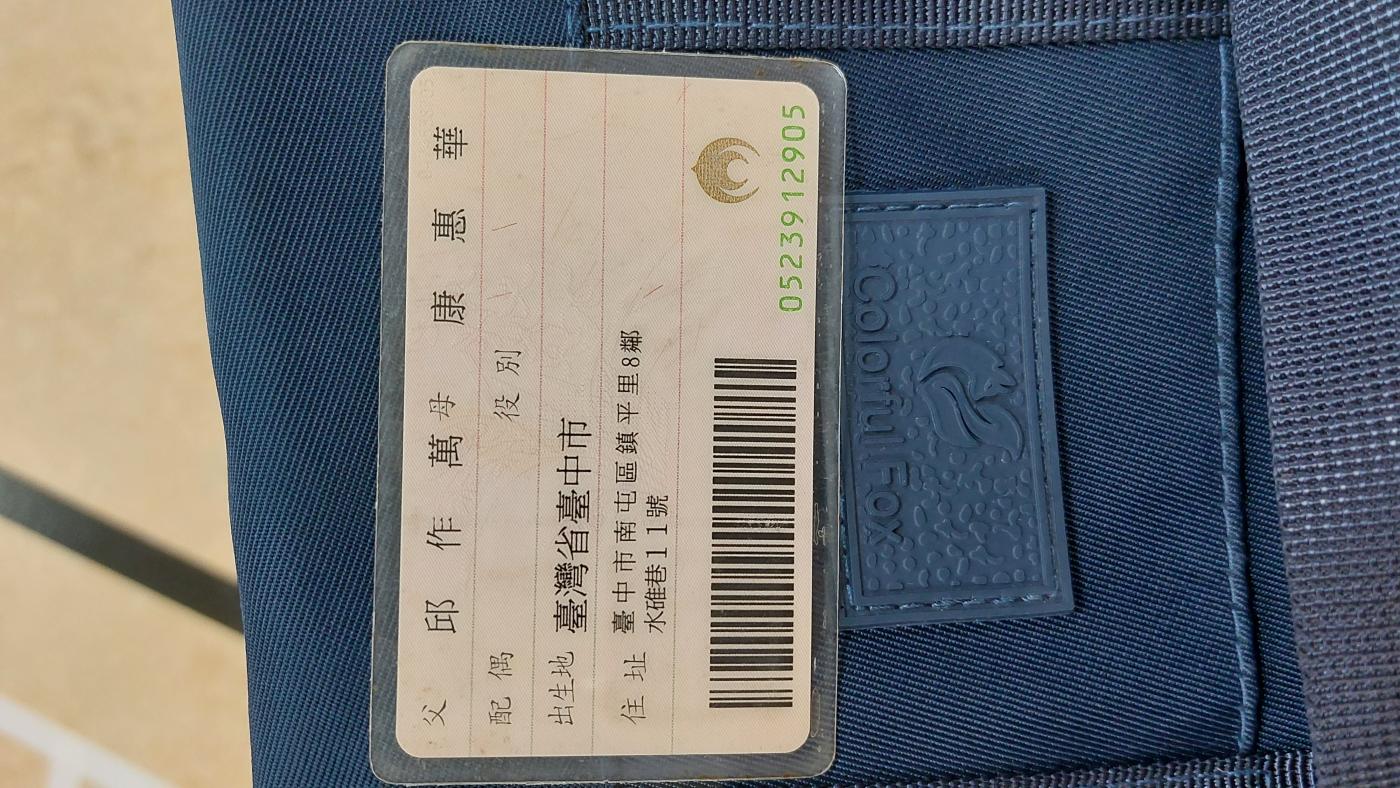 父 邱作萬 母 康惠華
配偶 役別
出生地 臺灣省臺中市
住址 臺中市南屯區鎮平里8鄰
水碓巷11號
0523912905
Colorful Fox